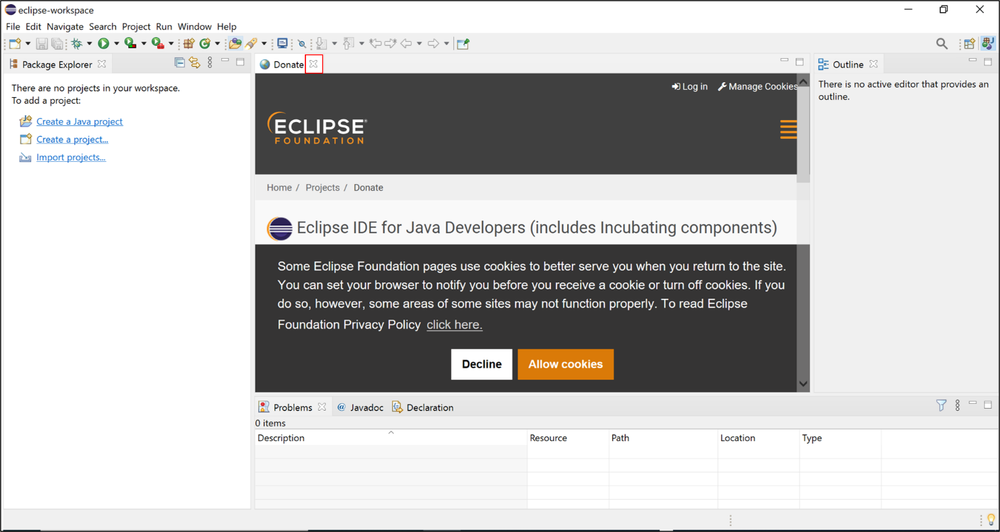 eclipse-workspace
File Edit Navigate Search Project Run Window Help
Package Explorer
There are no projects in your workspace.
To add a project:
Create a Java project
Create a project...
Import projects...
Donate
Log in Manage Cookies
ECLIPSE®
FOUNDATION
Home / Projects / Donate
Eclipse IDE for Java Developers (includes Incubating components)
Some Eclipse Foundation pages use cookies to better serve you when you return to the site.
You can set your browser to notify you before you receive a cookie or turn off cookies. If you
do so, however, some areas of some sites may not function properly. To read Eclipse
Foundation Privacy Policy click here.
Decline Allow cookies
Outline
There is no active editor that provides an
outline.
Problems @ Javadoc Declaration
0 items
Description Resource Path Location Type